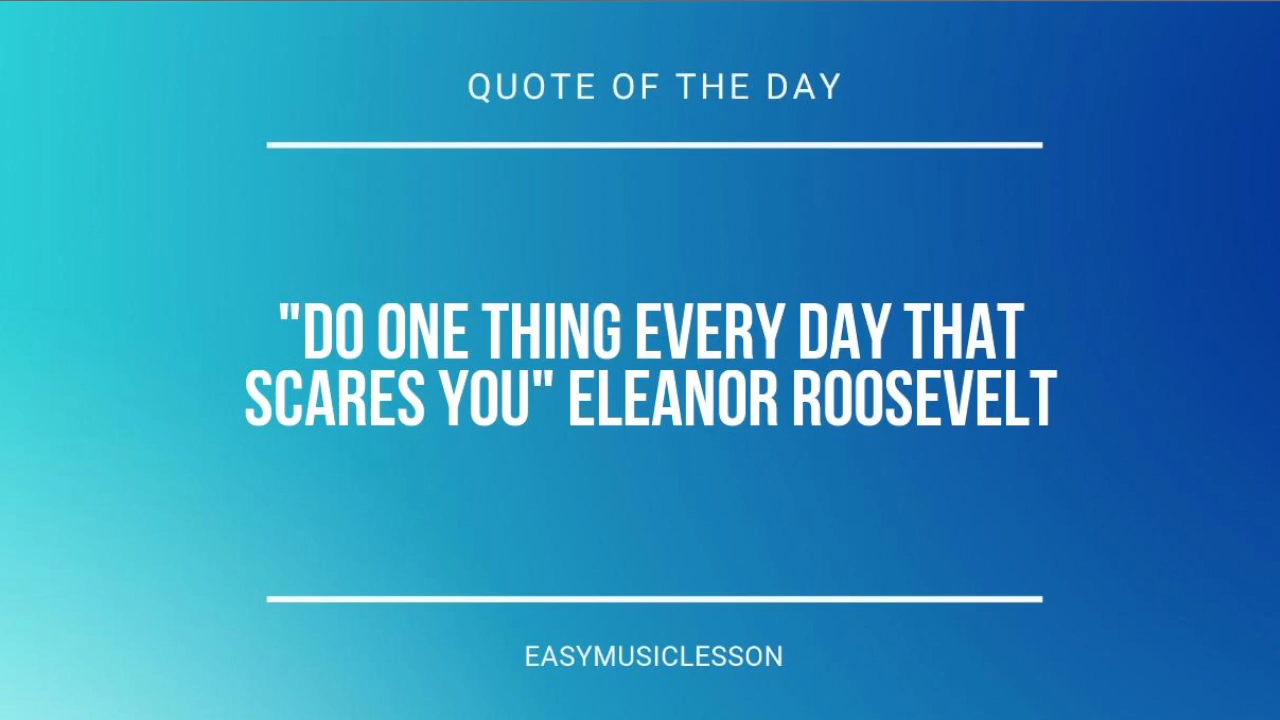 QUOTE OF THE DAY
"DO ONE THING EVERY DAY THAT
SCARES YOU" ELEANOR ROOSEVELT
EASYMUSICLESSON